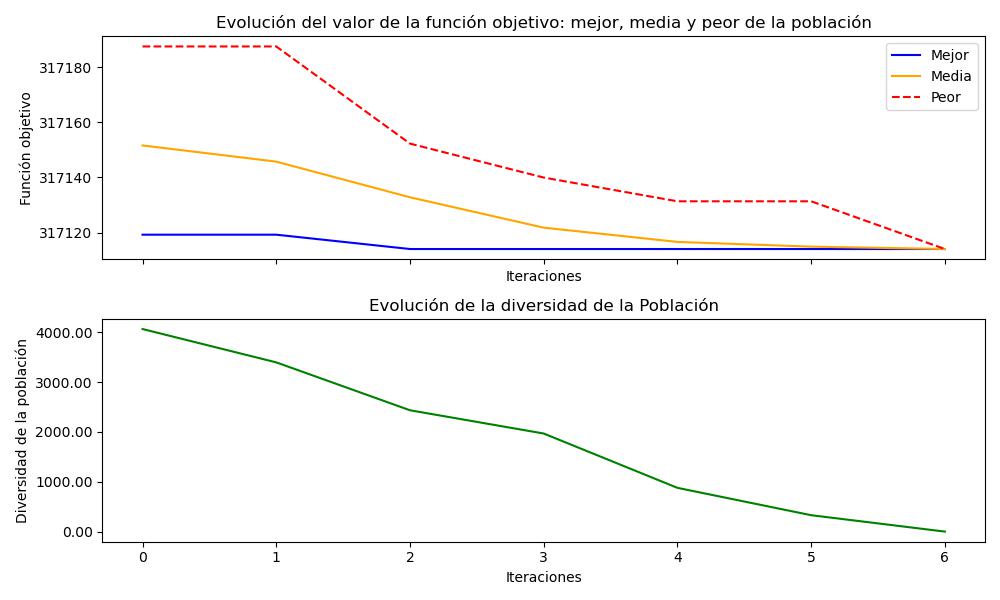 Evolución del valor de la función objetivo: mejor, media y peor de la población
Función objetivo
317180
317160
317140
317120
Mejor
Media
Peor
Iteraciones
Evolución de la diversidad de la Población
Diversidad de la población
4000.00
3000.00
2000.00
1000.00
0.00
0 1 2 3 4 5 6
Iteraciones